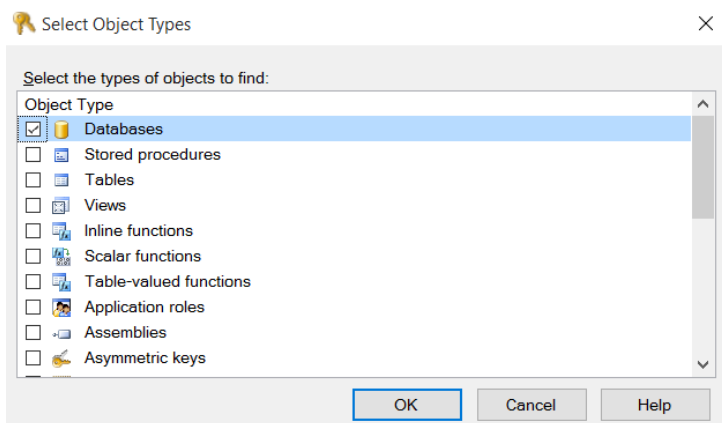 Select Object Types
Select the types of objects to find:
Object Type
Databases
Stored procedures
Tables
Views
Inline functions
Scalar functions
Table-valued functions
Application roles
Assemblies
Asymmetric keys
OK Cancel Help